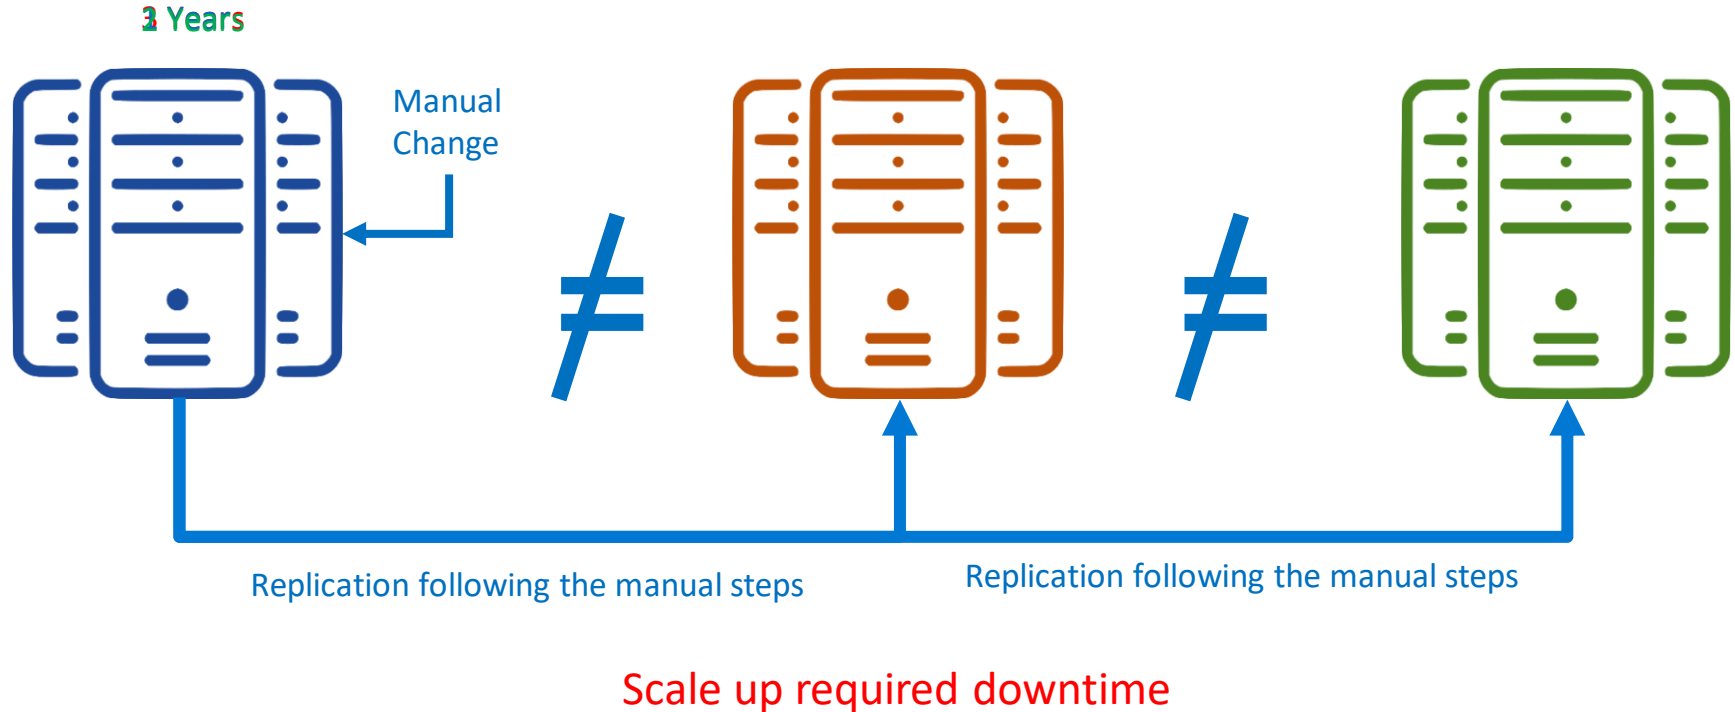 Years
Manual
Change
Replication following the manual steps
Replication following the manual steps
Scale up required downtime